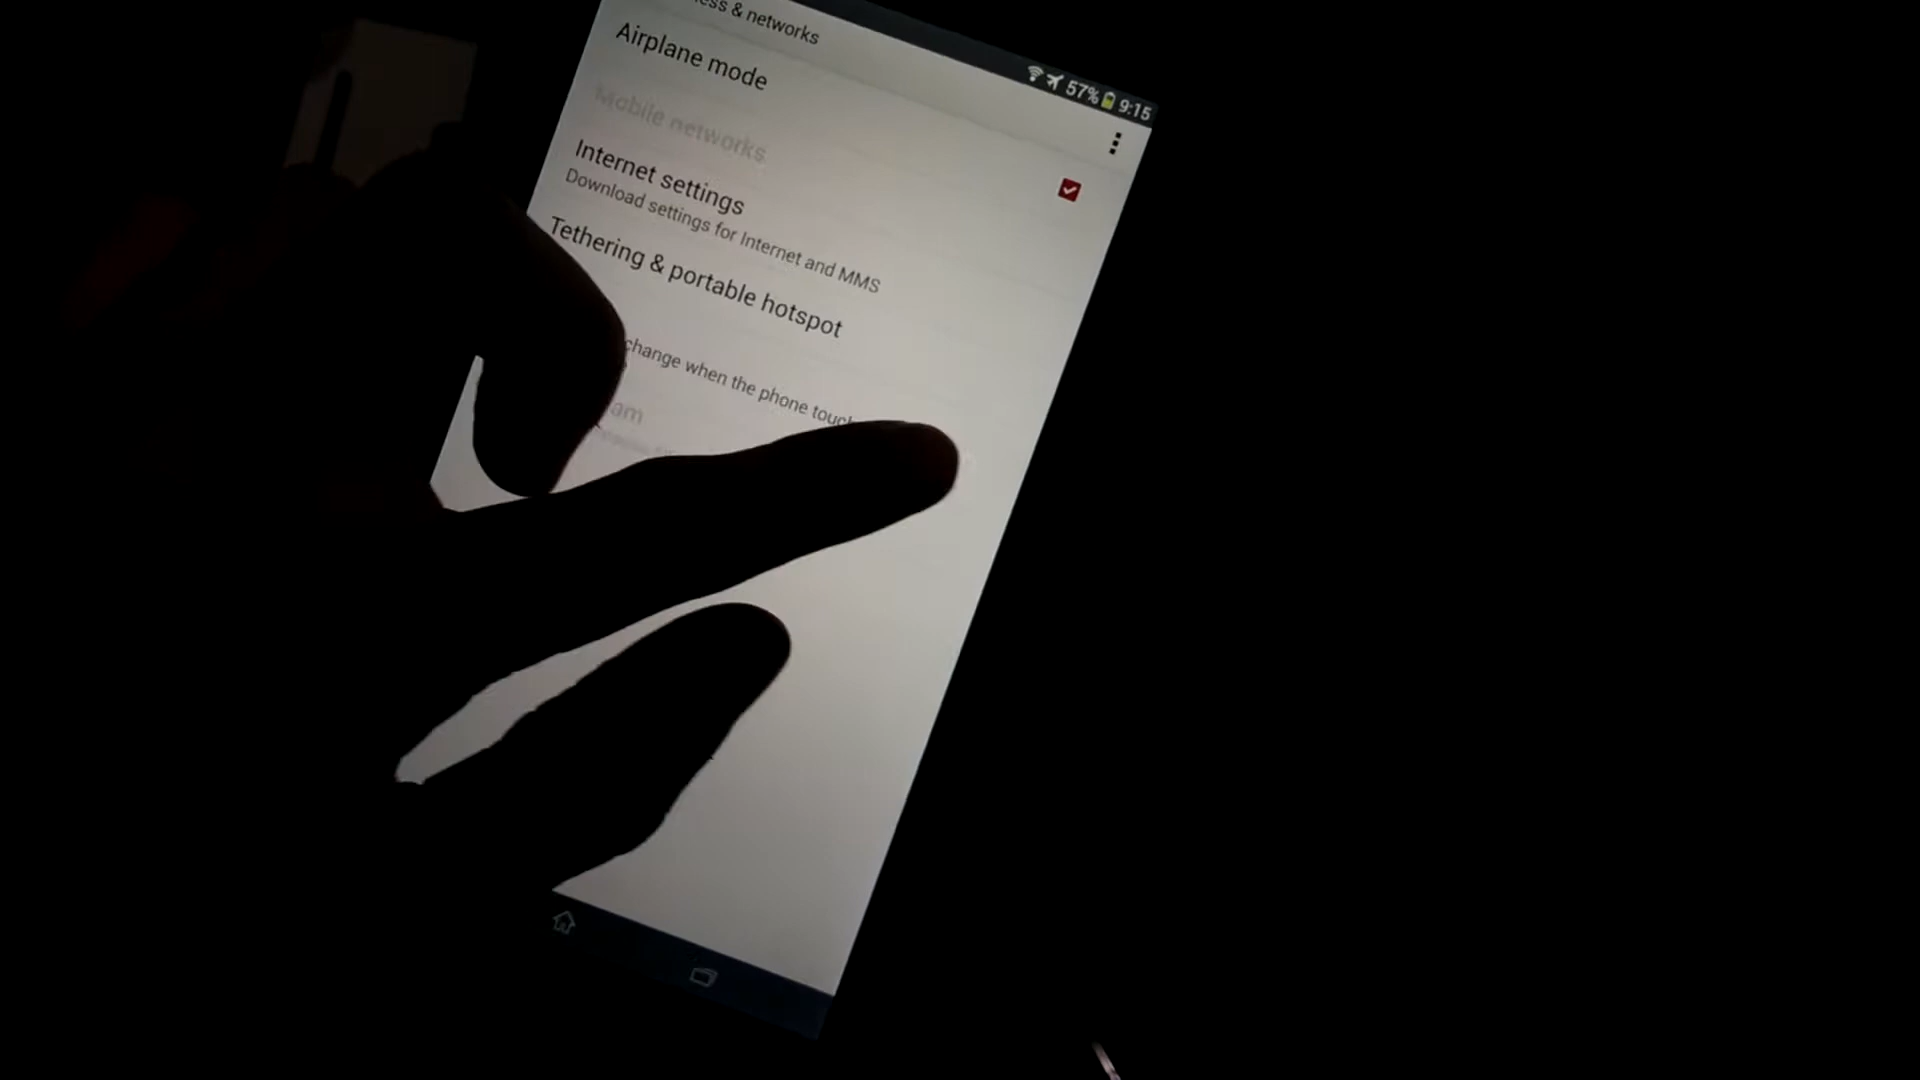 57% 9:15
& networks
Airplane mode
Mobile networks
Internet settings
Download settings for Internet and MMS
Tethering & portable hotspot
change when the phone